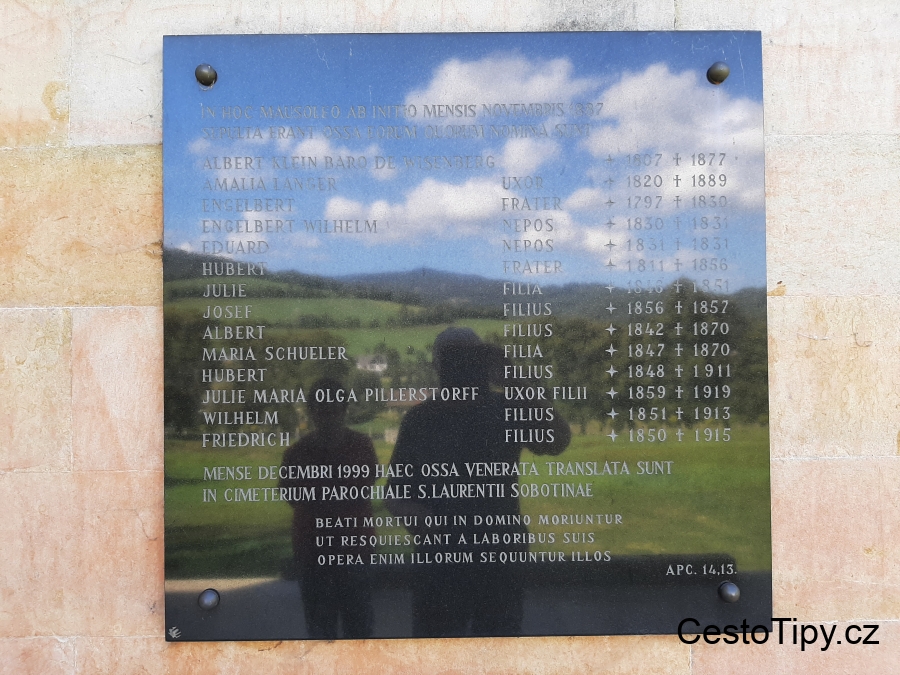 IN HOC MAUSOLEO AB INITIO MENSIS NOVEMBRIS 1887
SEPULTA ERANT OSSA EORUM QUORUM NOMINA SUNT
ALBERT KLEIN BARO DE WISENBERG ✦ 1807 † 1877
AMALIA LANGER UXOR ✦ 1820 † 1889
ENGELBERT FRATER ✦ 1797 † 1830
ENGELBERT WILHELM NEPOS ✦ 1830 † 1831
EDUARD NEPOS ✦ 1831 † 1831
HUBERT FRATER ✦ 1811 † 1856
JULIE FILIA ✦ † 1851
JOSEF FILIUS ✦ 1856 † 1857
ALBERT FILIUS ✦ 1842 † 1870
MARIA SCHUELER FILIA ✦ 1847 † 1870
HUBERT FILIUS ✦ 1848 † 1911
JULIE MARIA OLGA PILLERSTORFF UXOR FILII ✦ 1859 † 1919
WILHELM FILIUS ✦ 1851 † 1913
FRIEDRICH FILIUS ✦ 1850 † 1915
MENSE DECEMBRI 1999 HAEC OSSA VENERATA TRANSLATA SUNT
IN CIMETERIUM PAROCHIALE S.LAURENTII SOBOTINAE
BEATI MORTUI QUI IN DOMINO MORIUNTUR
UT REQUIESCANT A LABORIBUS SUIS
OPERA ENIM ILLORUM SEQUUNTUR ILLOS
APC. 14,13.
CestoTipy.cz